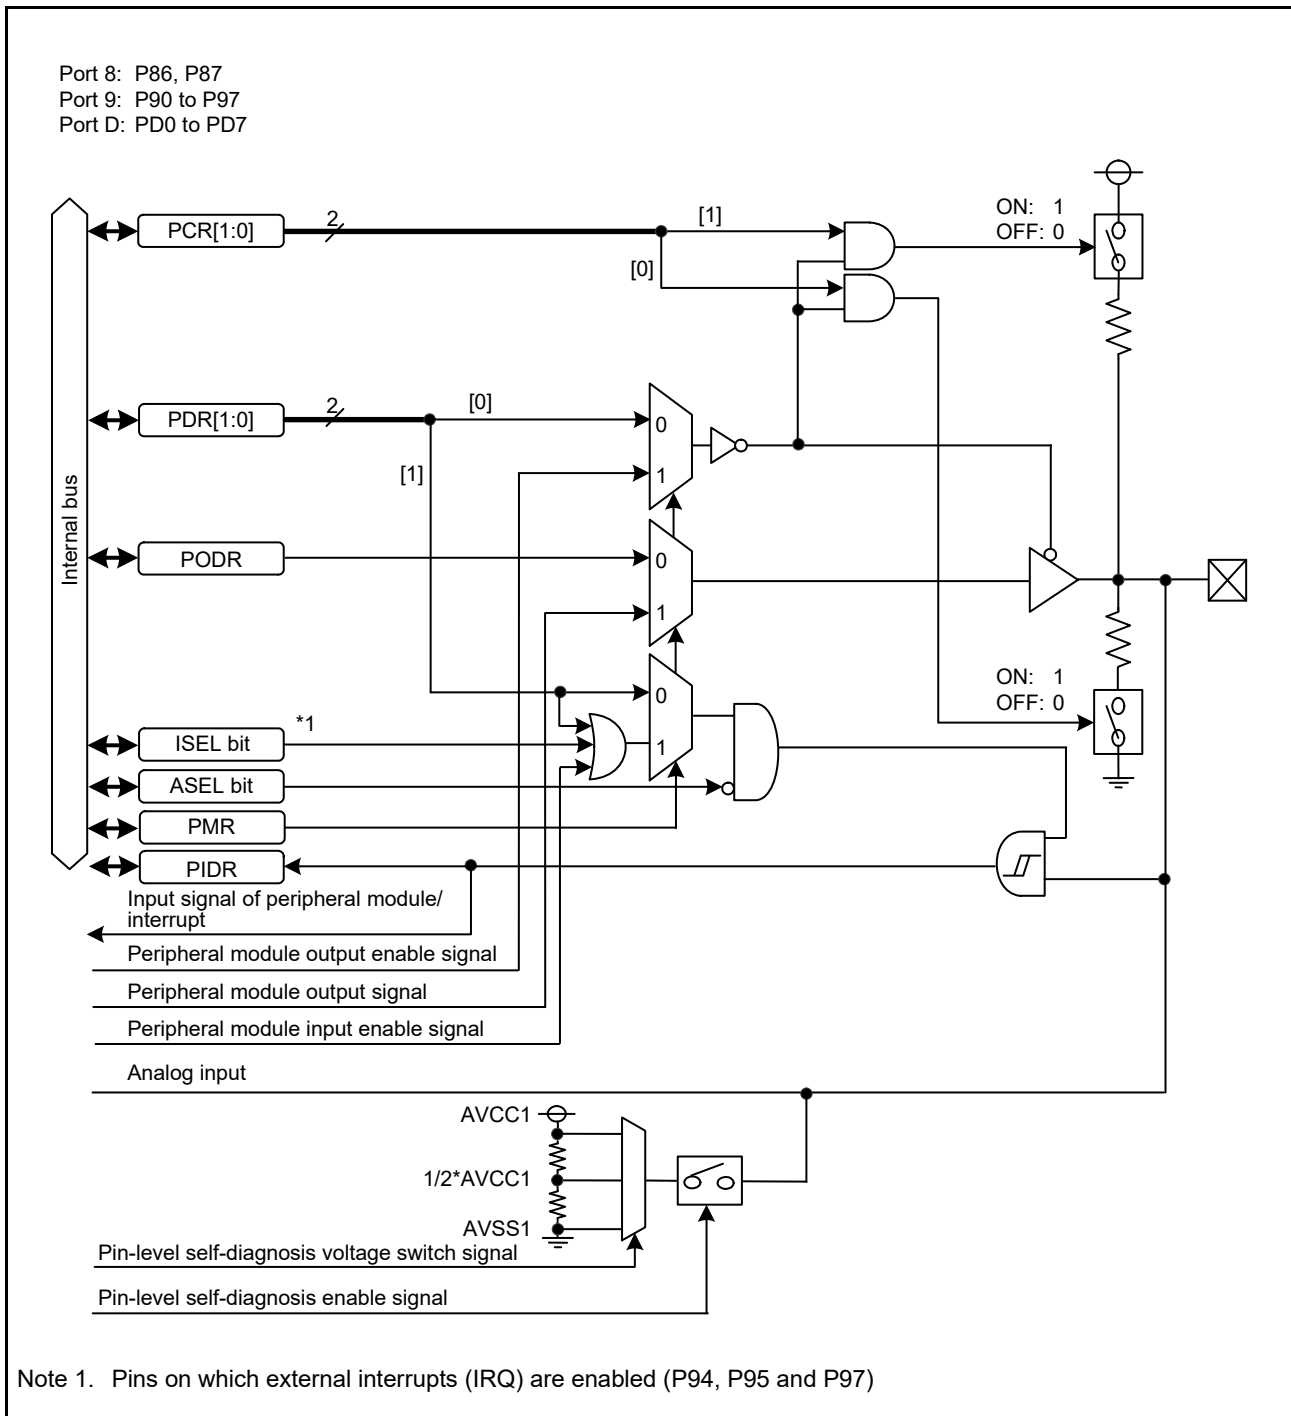 Port 8: P86, P87
Port 9: P90 to P97
Port D: PD0 to PD7
ON: 1
OFF: 0
PCR[1:0]
2
[1]
[0]
PDR[1:0]
2
[0]
[1]
0
1
Internal bus
PODR
0
1
ON: 1
OFF: 0
0
1
ISEL bit
*1
ASEL bit
PMR
PIDR
Input signal of peripheral module/
interrupt
Peripheral module output enable signal
Peripheral module output signal
Peripheral module input enable signal
Analog input
AVCC1
1/2*AVCC1
AVSS1
Pin-level self-diagnosis voltage switch signal
Pin-level self-diagnosis enable signal
Note 1. Pins on which external interrupts (IRQ) are enabled (P94, P95 and P97)